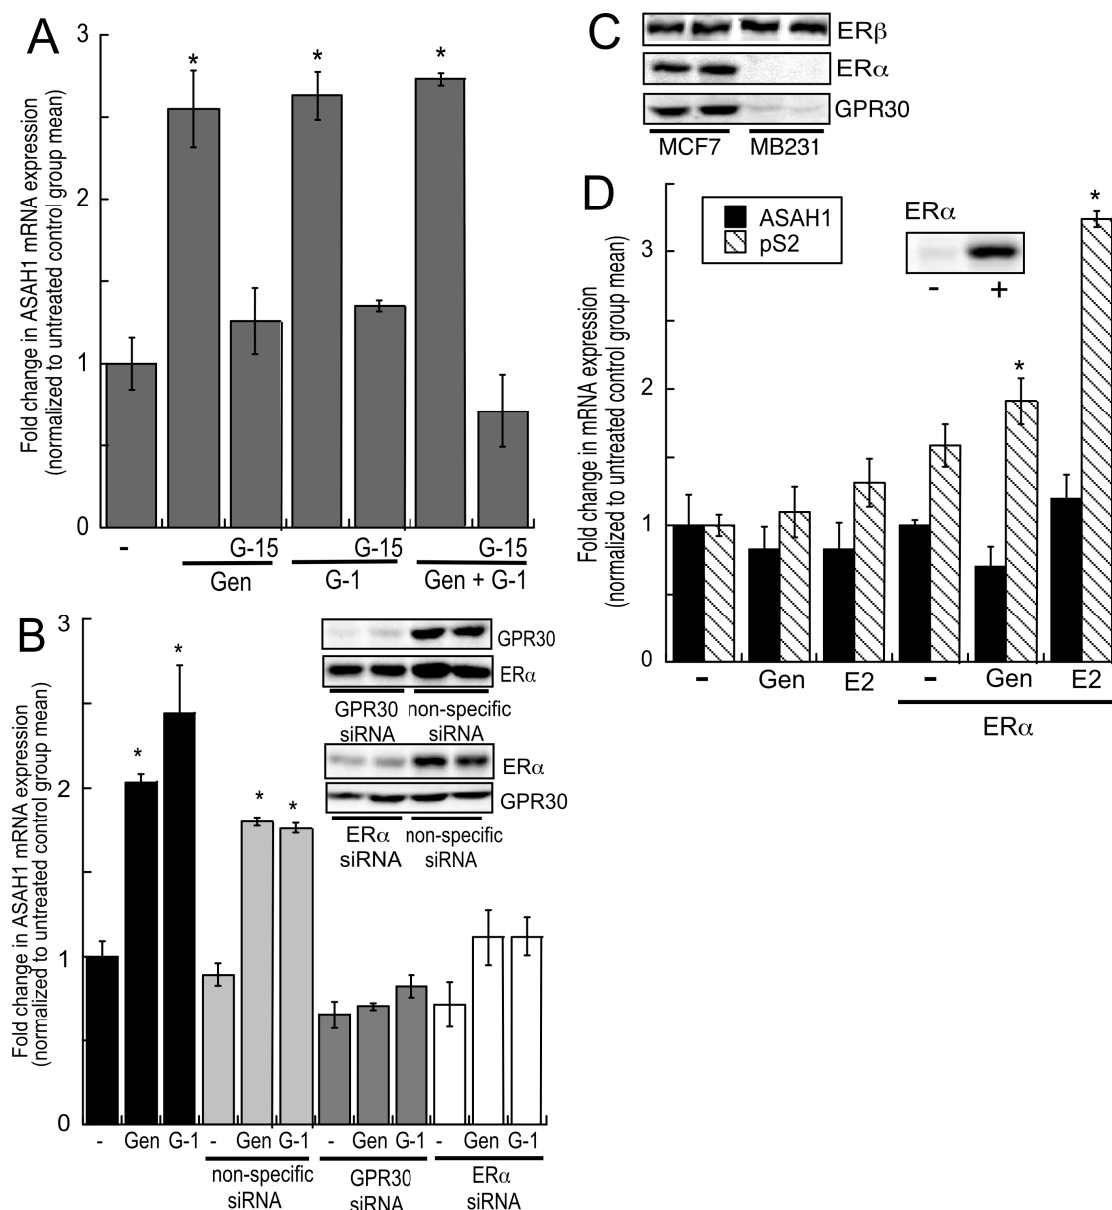 A
Fold change in ASAH1 mRNA expression
(normalized to untreated control group mean)
3
2
1
0
*
*
*
-
G-15
G-15
G-15
Gen
G-1
Gen + G-1
B
Fold change in ASAH1 mRNA expression
(normalized to untreated control group mean)
3
2
1
0
*
*
*
*
GPR30
ERα
GPR30
siRNA
non-specific
siRNA
ERα
GPR30
ERα
siRNA
non-specific
siRNA
- Gen G-1 - Gen G-1 - Gen G-1 - Gen G-1
non-specific
siRNA
GPR30
siRNA
ERα
siRNA
C
ERβ
ERα
GPR30
MCF7 MB231
D
Fold change in mRNA expression
(normalized to untreated control group mean)
3
2
1
0
ASAH1
pS2
ERα
- +
*
*
- Gen E2 - Gen E2
ERα